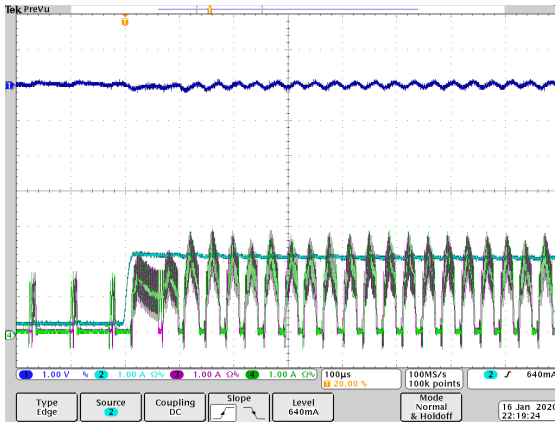 Tek PreVu
T
T
1
4
1 1.00 V 2 1.00 A Ω 3 1.00 A Ω 4 1.00 A Ω
100µs
T 20.00 %
100MS/s
100k points
2 640mA
Type
Edge
Source
2
Coupling
DC
Slope
Level
640mA
Mode
Normal
& Holdoff
16 Jan 2020
22:19:24